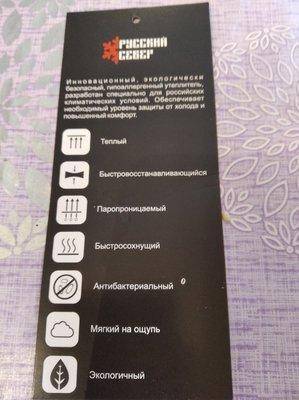 РУССКИЙ
СЕВЕР
Инновационный, экологически
безопасный, гипоаллергенный утеплитель,
разработан специально для российских
климатических условий. Обеспечивает
необходимый уровень защиты от холода и
повышенный комфорт.
Теплый
Быстровосстанавливающийся
Паропроницаемый
Быстросохнущий
Антибактериальный
Мягкий на ощупь
Экологичный